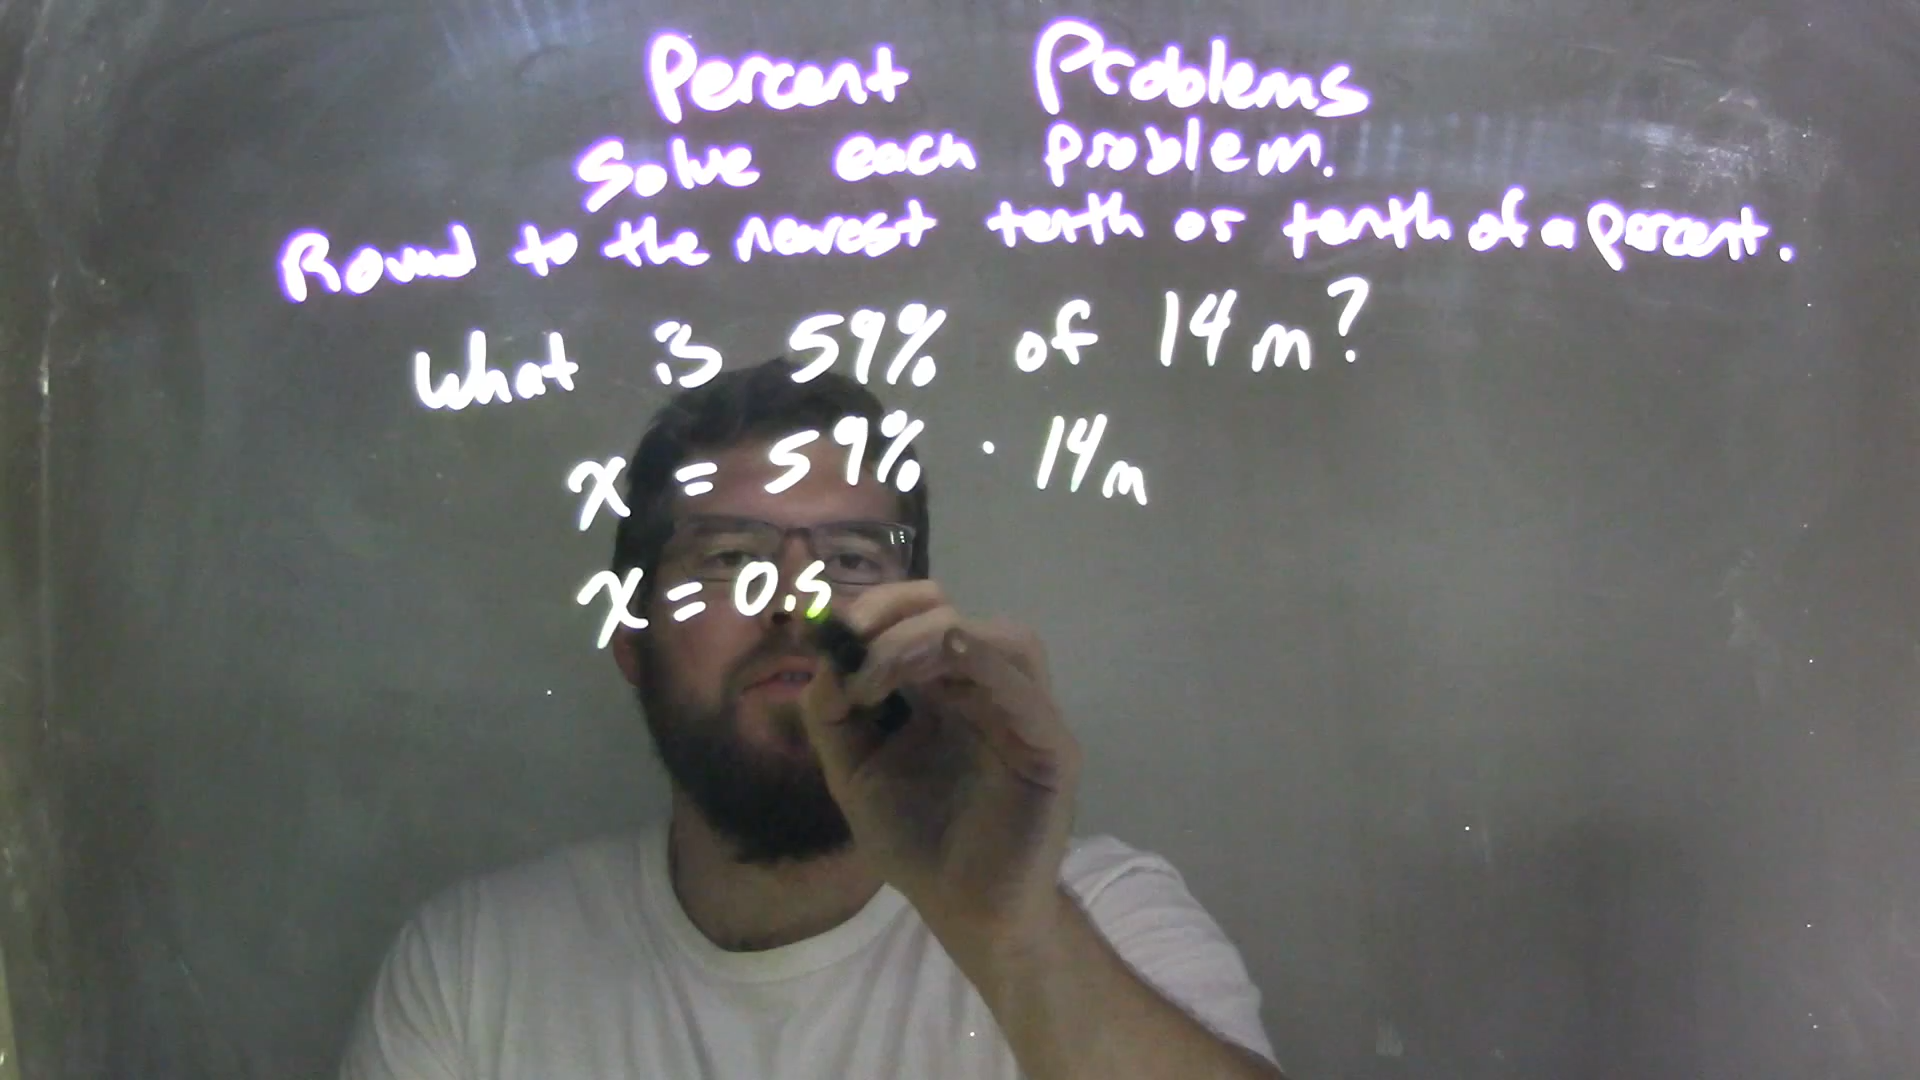 Percent Problems
Solve each problem.
Round to the nearest tenth or tenth of a percent.
What is 59% of 14m?
x = 59% · 14m
x = 0.5